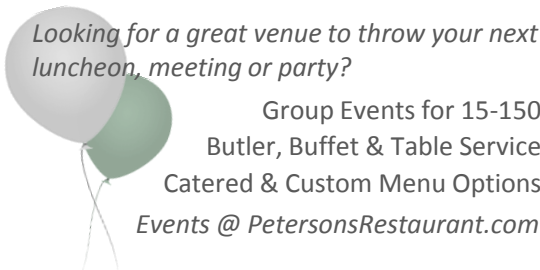 Looking for a great venue to throw your next
luncheon, meeting or party?
Group Events for 15-150
Butler, Buffet & Table Service
Catered & Custom Menu Options
Events @ PetersonsRestaurant.com